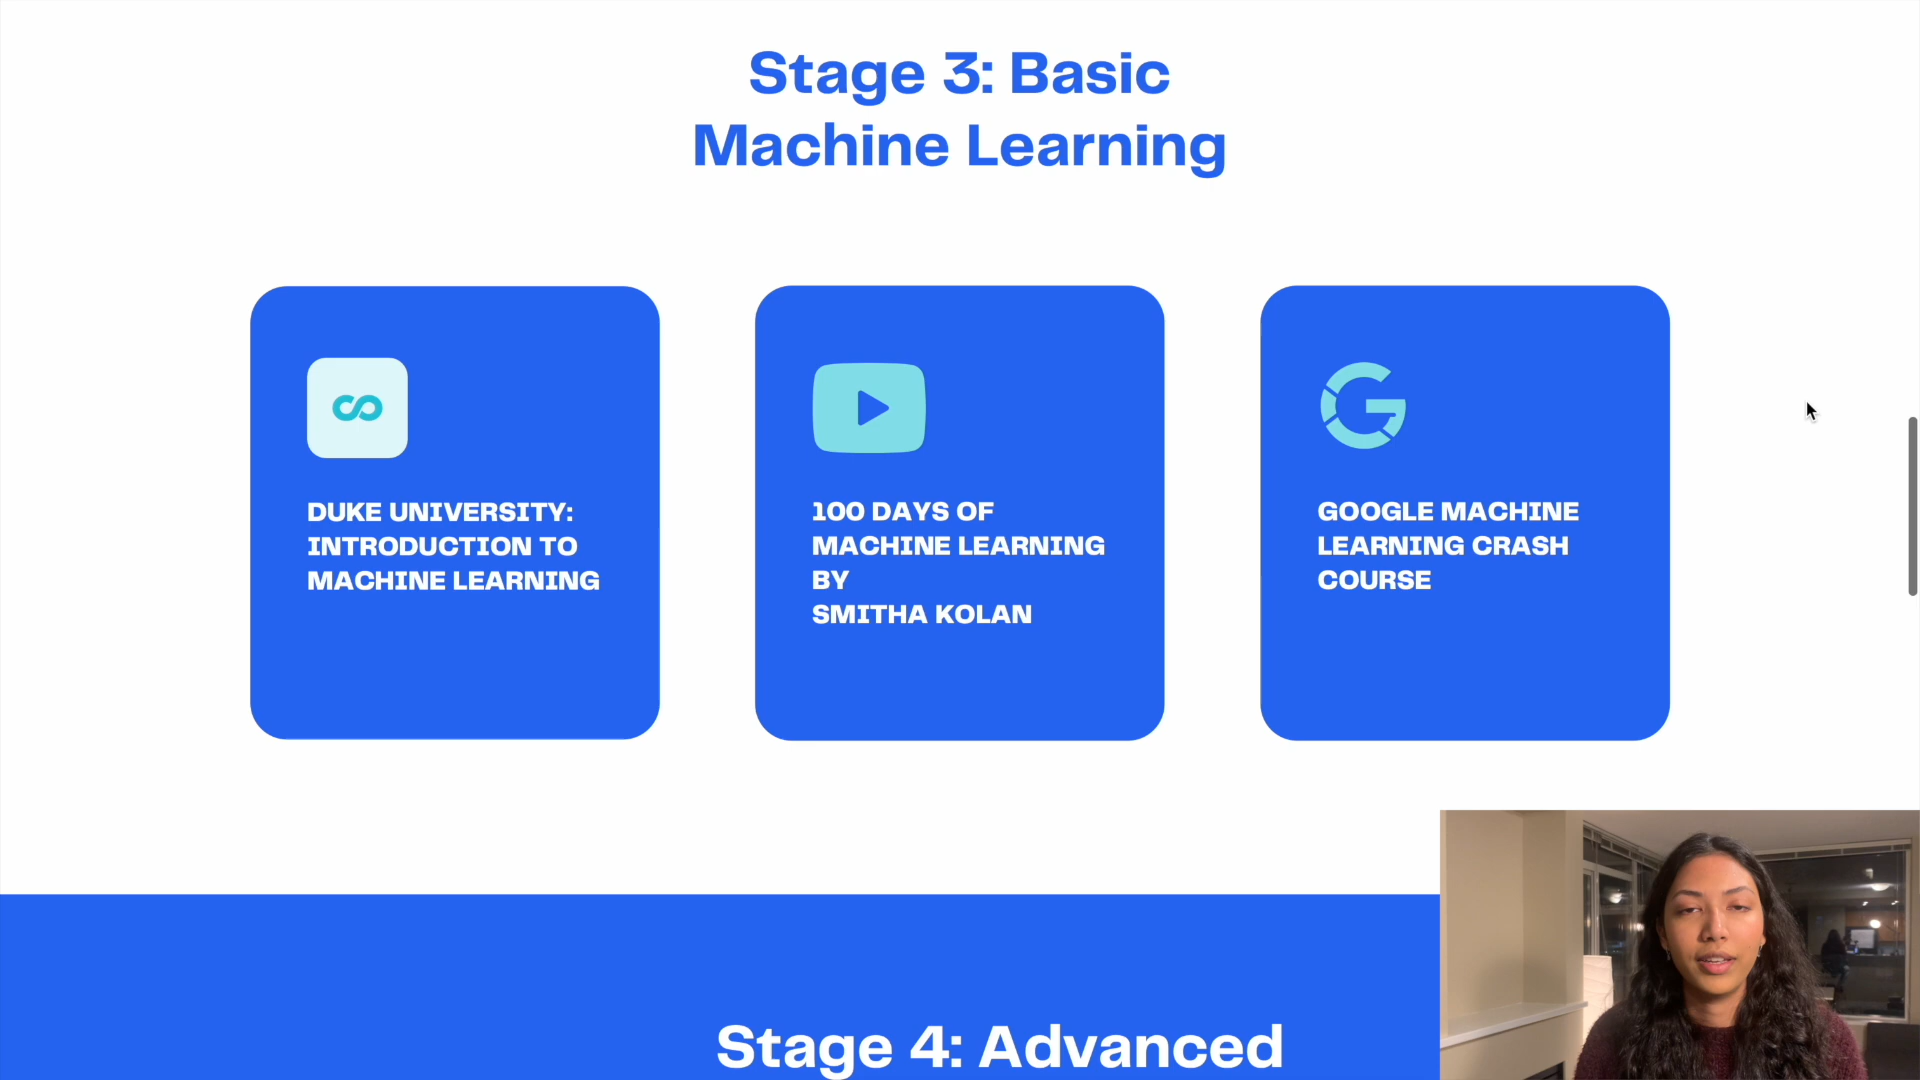 Stage 3: Basic
Machine Learning
DUKE UNIVERSITY:
INTRODUCTION TO
MACHINE LEARNING
100 DAYS OF
MACHINE LEARNING
BY
SMITHA KOLAN
GOOGLE MACHINE
LEARNING CRASH
COURSE
Stage 4: Advanced